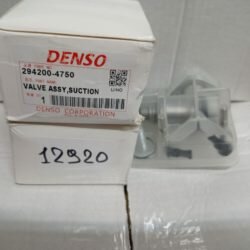 DENSO
294200-4750
VALVE ASSY,SUCTION
1
DENSO CORPORATION
12920